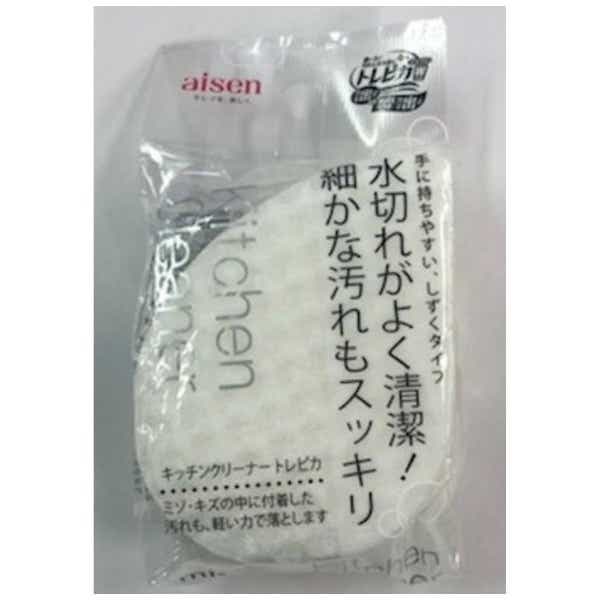 aisen
トレピカ
手に持ちやすい、しずくタイプ
水切れがよく清潔!
細かな汚れもスッキリ
kitchen
cleaner
キッチンクリーナートレピカ
ミゾ・キズの中に付着した
汚れも、軽い力で落とします